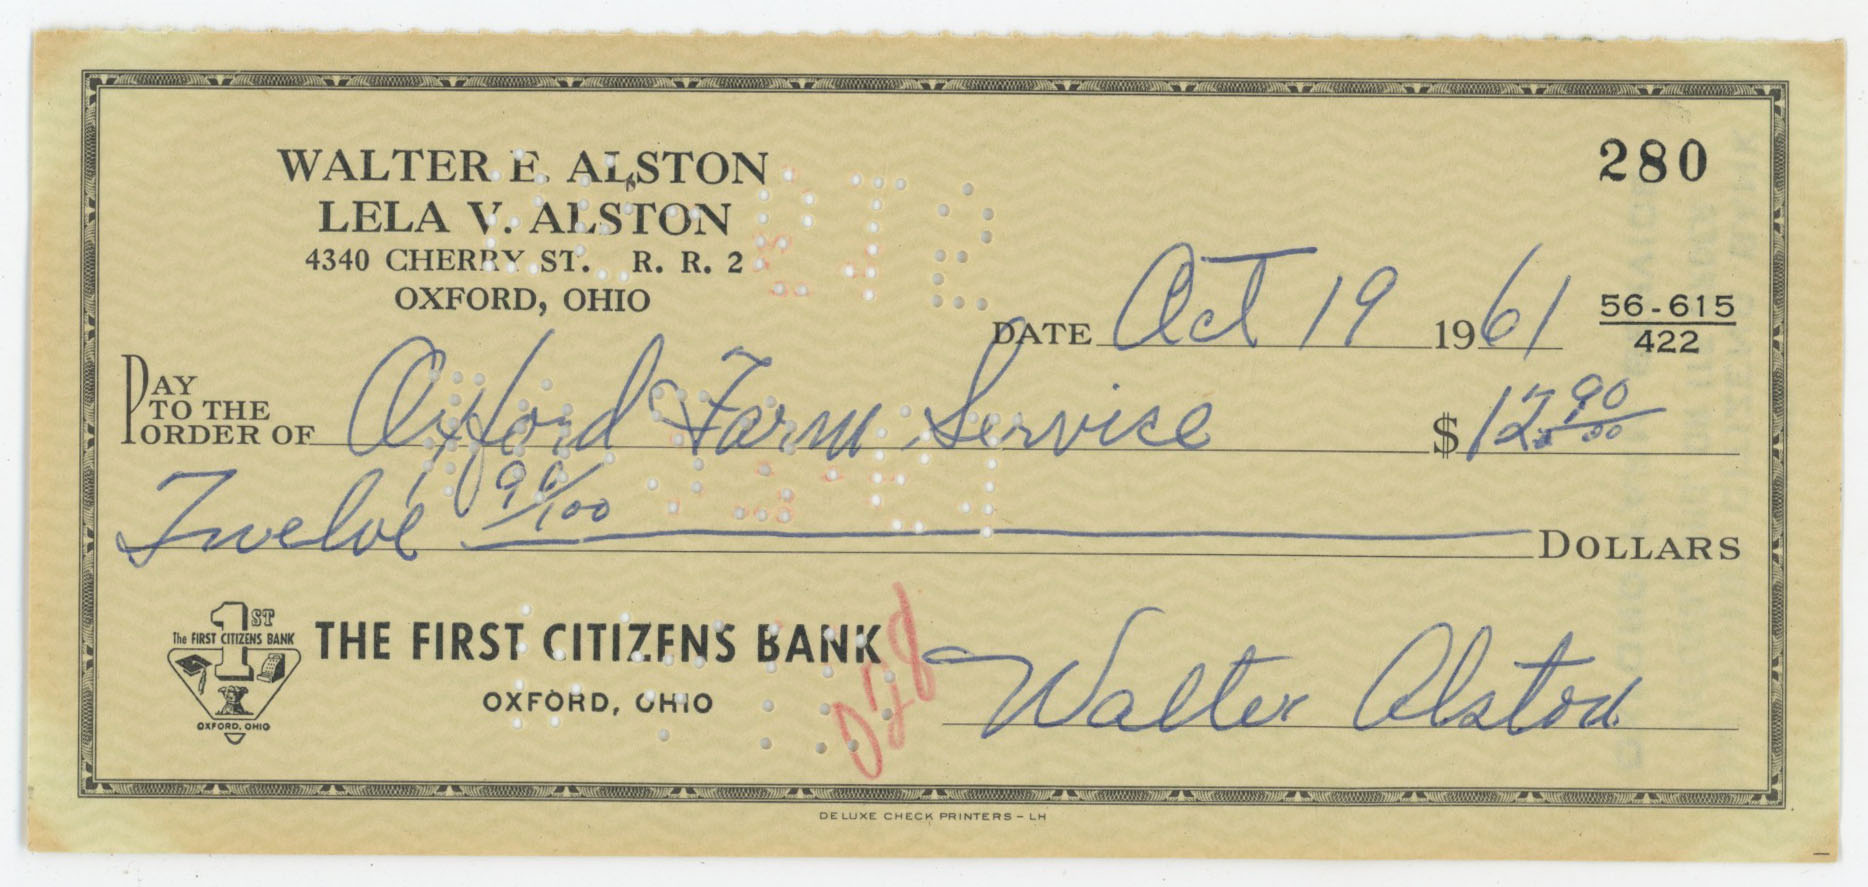 WALTER E. ALSTON
LELA V. ALSTON
4340 CHERRY ST. R. R. 2
OXFORD, OHIO
280
DATE Oct 19 1961
56-615
422
PAY TO THE ORDER OF Oxford Farm Service $12 90/00
Twelve 90/100 DOLLARS
1ST
The FIRST CITIZENS BANK
OXFORD, OHIO
THE FIRST CITIZENS BANK
OXFORD, OHIO
Walter Alston
DELUXE CHECK PRINTERS - LH